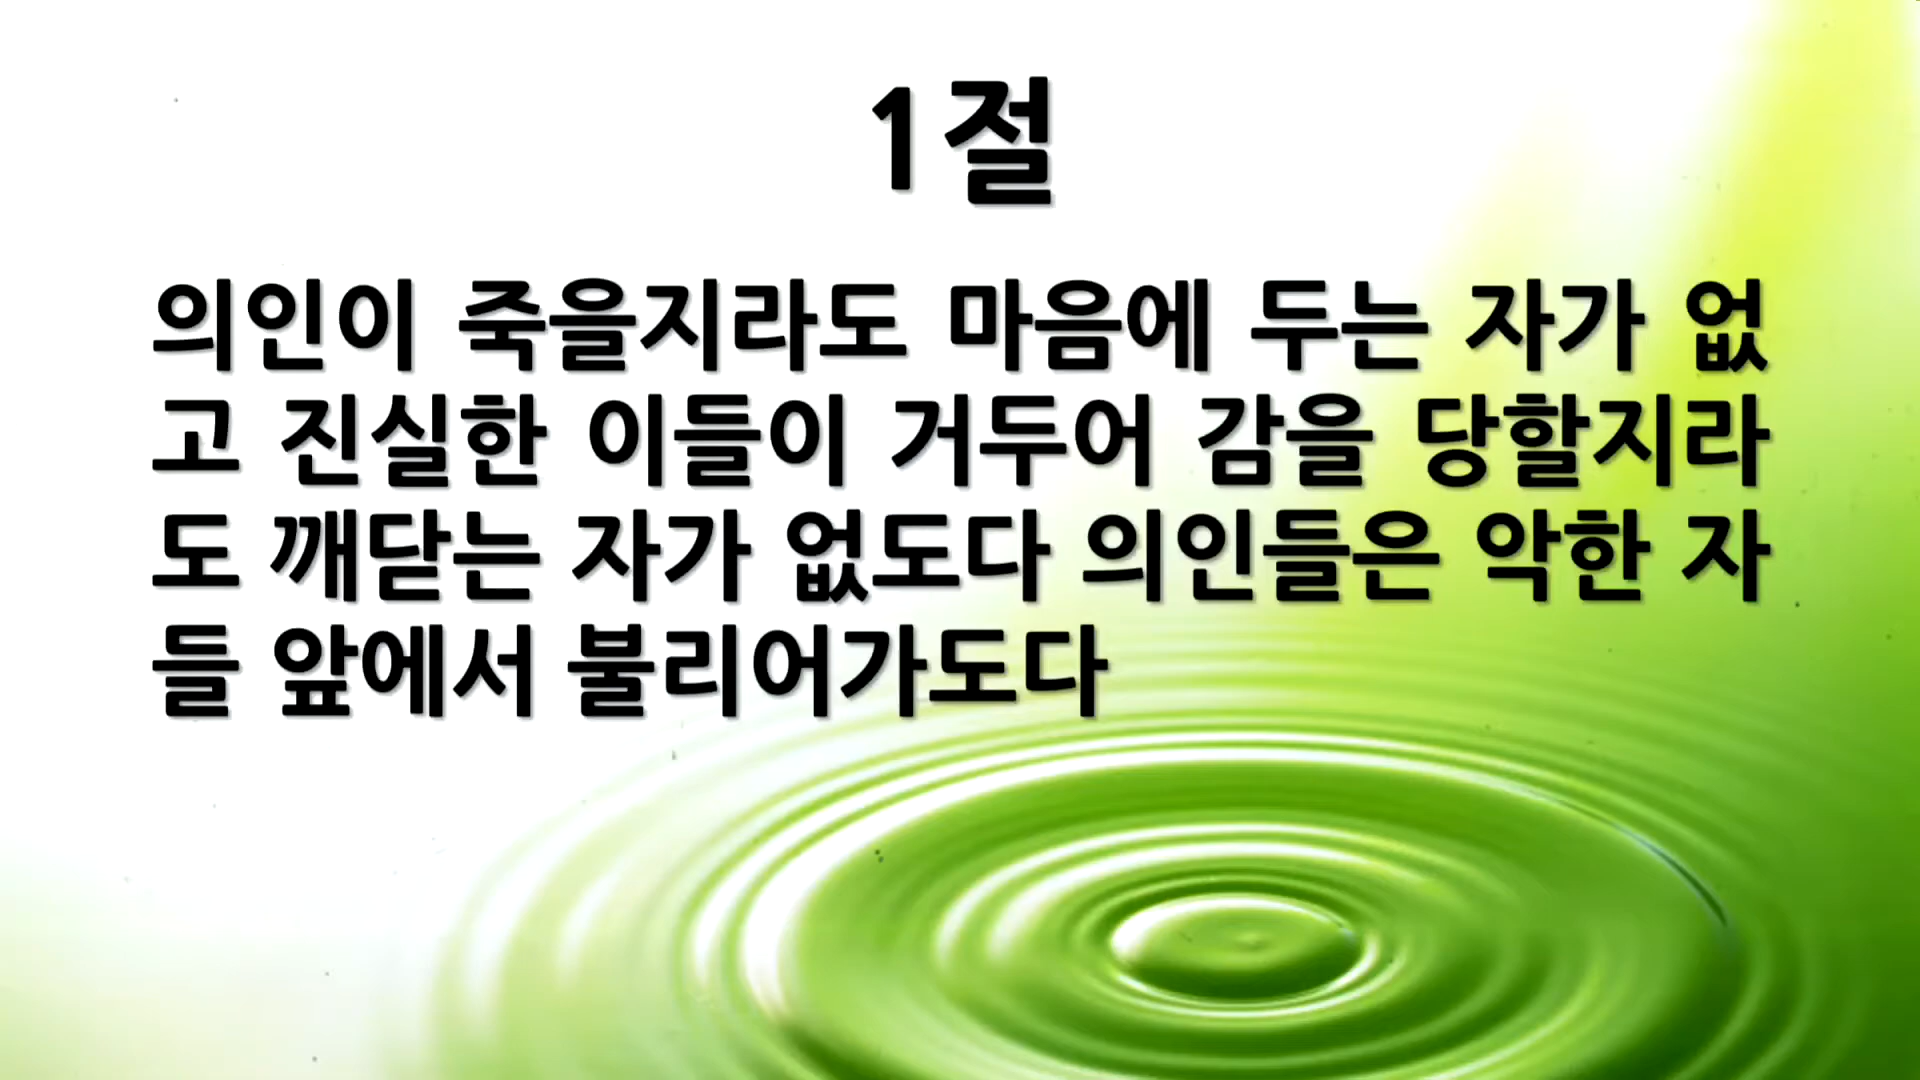 1절
의인이 죽을지라도 마음에 두는 자가 없
고 진실한 이들이 거두어 감을 당할지라
도 깨닫는 자가 없도다 의인들은 악한 자
들 앞에서 불리어가도다